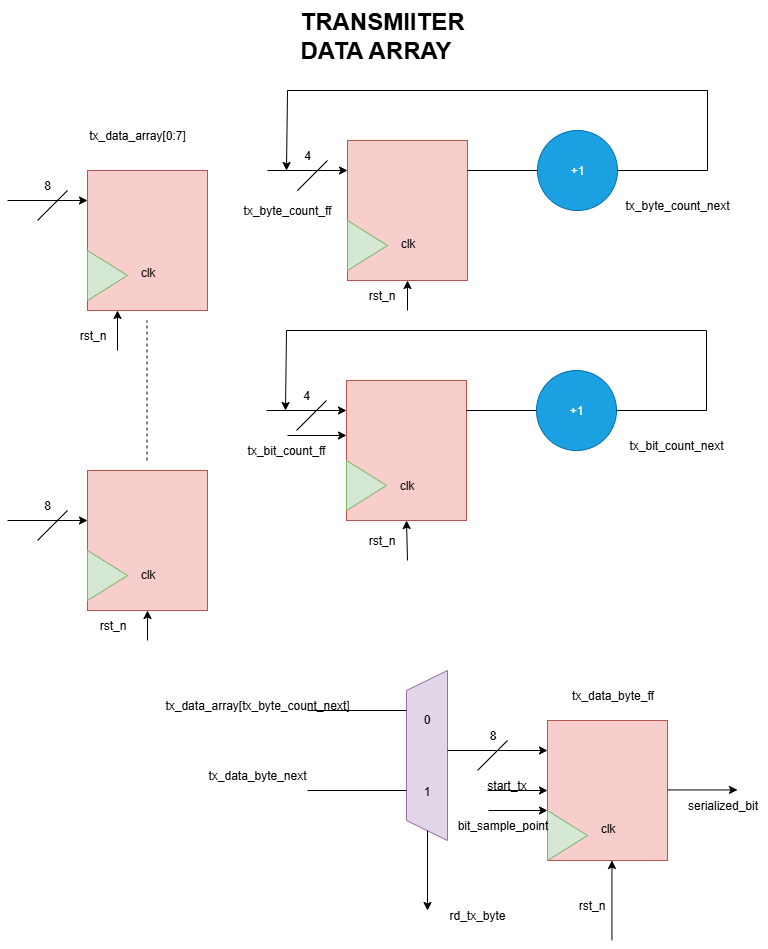 TRANSMIITER
DATA ARRAY
tx_data_array[0:7]
8
clk
rst_n
4
tx_byte_count_ff
clk
rst_n
+1
tx_byte_count_next
4
tx_bit_count_ff
clk
rst_n
+1
tx_bit_count_next
8
clk
rst_n
tx_data_array[tx_byte_count_next]
0
tx_data_byte_next
1
rd_tx_byte
tx_data_byte_ff
8
start_tx
bit_sample_point
clk
rst_n
serialized_bit